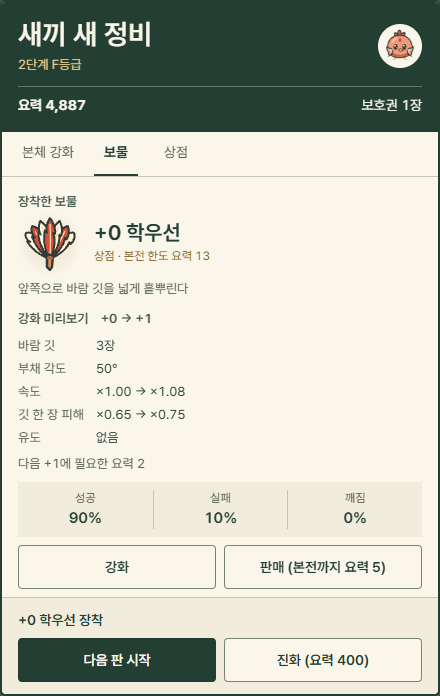 새끼 새 정비
2단계 F등급
요력 4,887 보호권 1장
본체 강화 보물 상점
장착한 보물
+0 학우선
상점 · 본전 한도 요력 13
앞쪽으로 바람 깃을 넓게 흩뿌린다
강화 미리보기 +0 → +1
바람 깃 3장
부채 각도 50°
속도 ×1.00 → ×1.08
깃 한 장 피해 ×0.65 → ×0.75
유도 없음
다음 +1에 필요한 요력 2
성공 실패 깨짐
90% 10% 0%
강화 판매 (본전까지 요력 5)
+0 학우선 장착
다음 판 시작 진화 (요력 400)